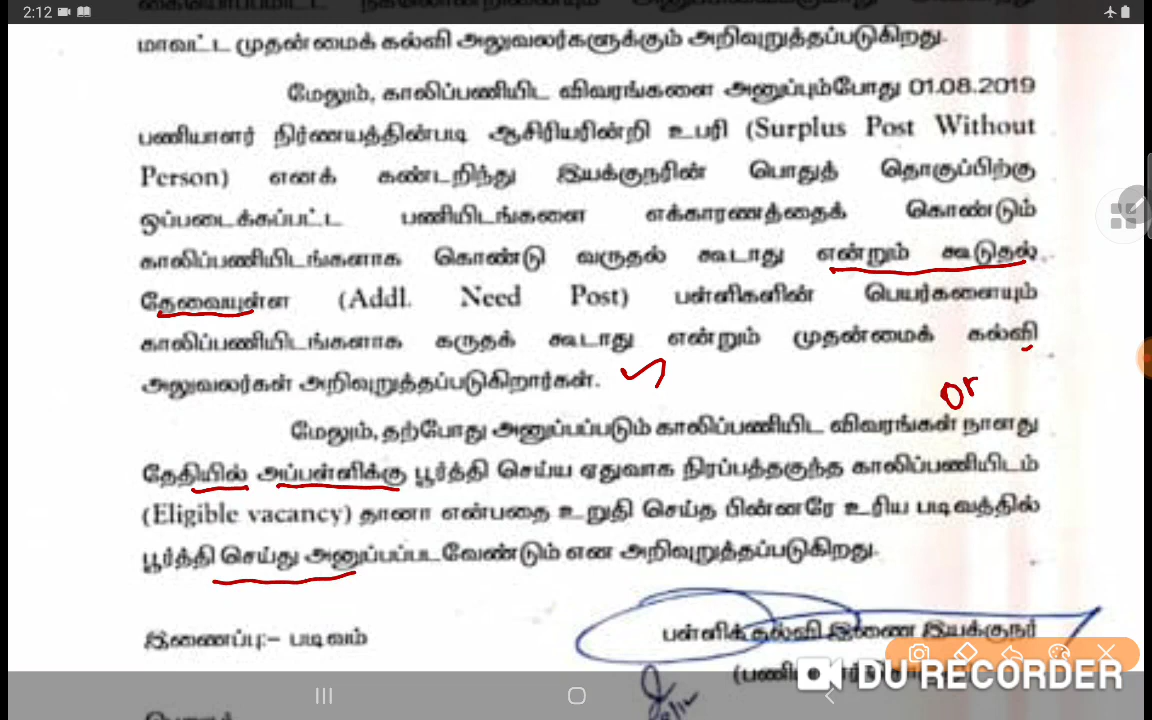 2:12
மாவட்ட முதன்மைக் கல்வி அலுவலர்களுக்கும் அறிவுறுத்தப்படுகிறது.
மேலும், காலிப்பணியிட விவரங்களை அனுப்பும்போது 01.08.2019
பணியாளர் நிர்ணயத்தின்படி ஆசிரியரின்றி உபரி (Surplus Post Without
Person) எனக் கண்டறிந்து இயக்குநரின் பொதுத் தொகுப்பிற்கு
ஒப்படைக்கப்பட்ட பணியிடங்களை எக்காரணத்தைக் கொண்டும்
காலிப்பணியிடங்களாக கொண்டு வருதல் கூடாது என்றும் கூடுதல்
தேவையுள்ள (Addl. Need Post) பள்ளிகளின் பெயர்களையும்
காலிப்பணியிடங்களாக கருதக் கூடாது என்றும் முதன்மைக் கல்வி
அலுவலர்கள் அறிவுறுத்தப்படுகிறார்கள்.
or
மேலும், தற்போது அனுப்பப்படும் காலிப்பணியிட விவரங்கள் நாளது
தேதியில் அப்பள்ளிக்கு பூர்த்தி செய்ய ஏதுவாக நிரப்பத்தகுந்த காலிப்பணியிடம்
(Eligible vacancy) தானா என்பதை உறுதி செய்த பின்னரே உரிய படிவத்தில்
பூர்த்தி செய்து அனுப்பப்படவேண்டும் என அறிவுறுத்தப்படுகிறது.
இணைப்பு:- படிவம்
பள்ளிக் கல்வி இணை இயக்குநர்
DU RECORDER